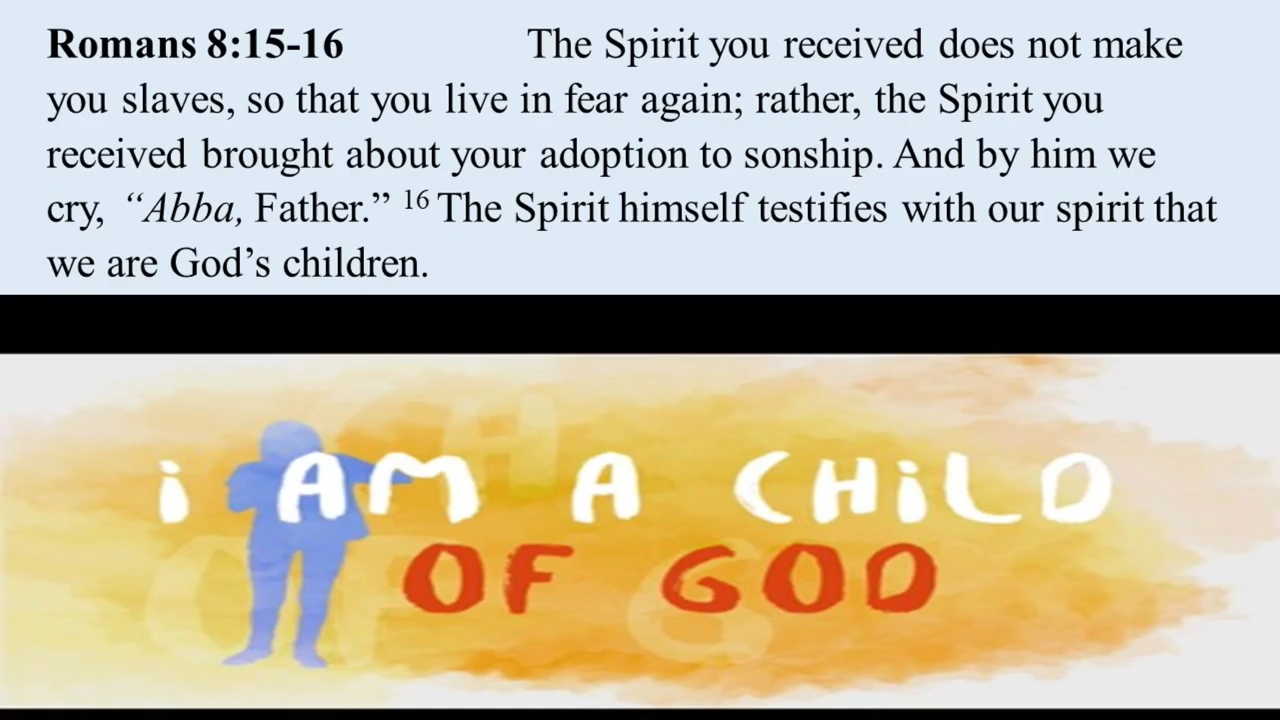 Romans 8:15-16 The Spirit you received does not make
you slaves, so that you live in fear again; rather, the Spirit you
received brought about your adoption to sonship. And by him we
cry, “Abba, Father.” 16 The Spirit himself testifies with our spirit that
we are God’s children.
i AM A CHiLD
OF GOD